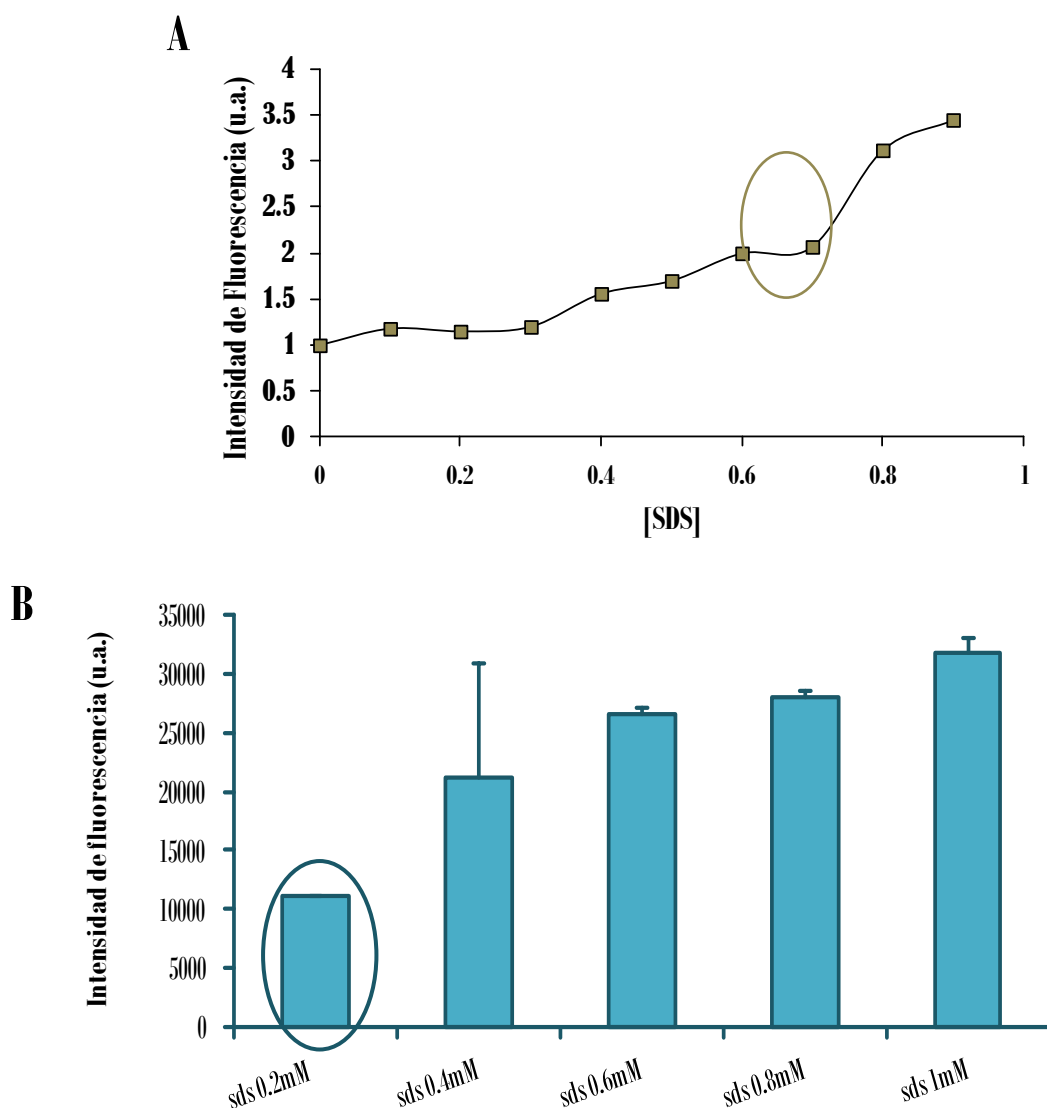 A
Intensidad de Fluorescencia (u.a.)
4
3.5
3
2.5
2
1.5
1
0.5
0
0 0.2 0.4 0.6 0.8 1
[SDS]
B
Intensidad de fluorescencia (u.a.)
35000
30000
25000
20000
15000
10000
5000
0
sds 0.2mM sds 0.4mM sds 0.6mM sds 0.8mM sds 1mM